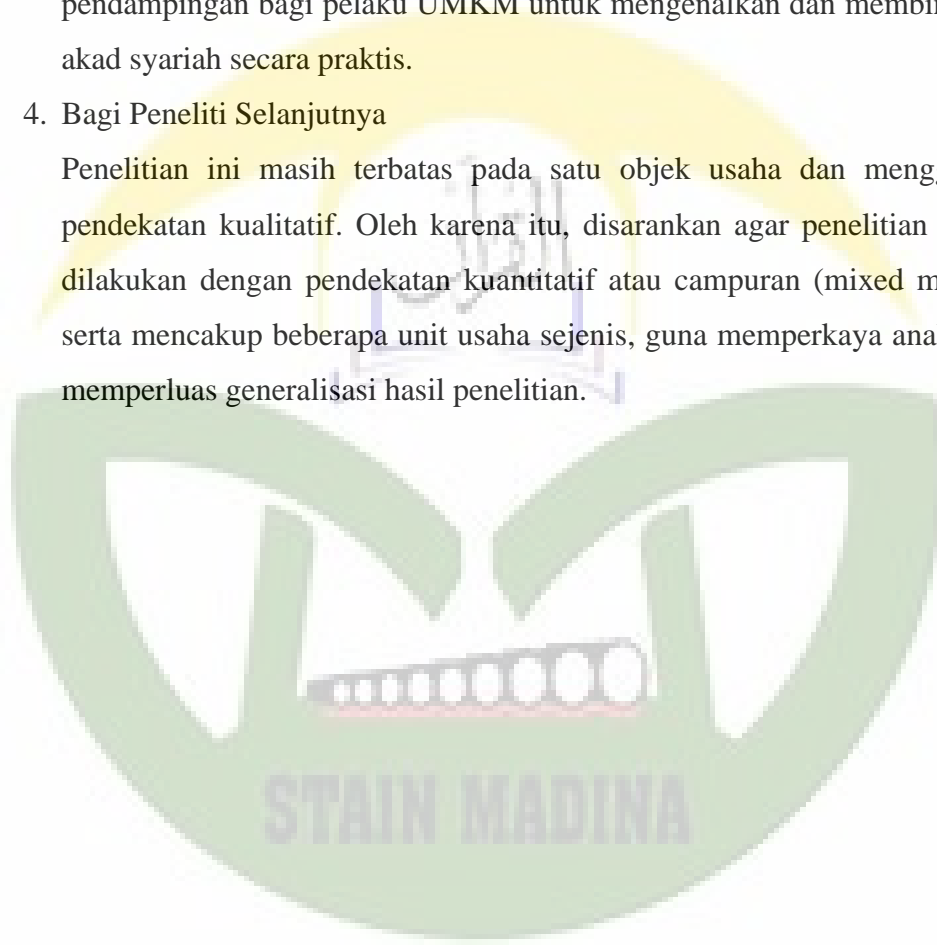 pendampingan bagi pelaku UMKM untuk mengenalkan dan
akad syariah secara praktis.
4. Bagi Peneliti Selanjutnya
Penelitian ini masih terbatas pada satu objek usaha dan
pendekatan kualitatif. Oleh karena itu, disarankan agar penelitian
dilakukan dengan pendekatan kuantitatif atau campuran (mixed
serta mencakup beberapa unit usaha sejenis, guna memperkaya
memperluas generalisasi hasil penelitian.
القرآن
STAIN MADINA